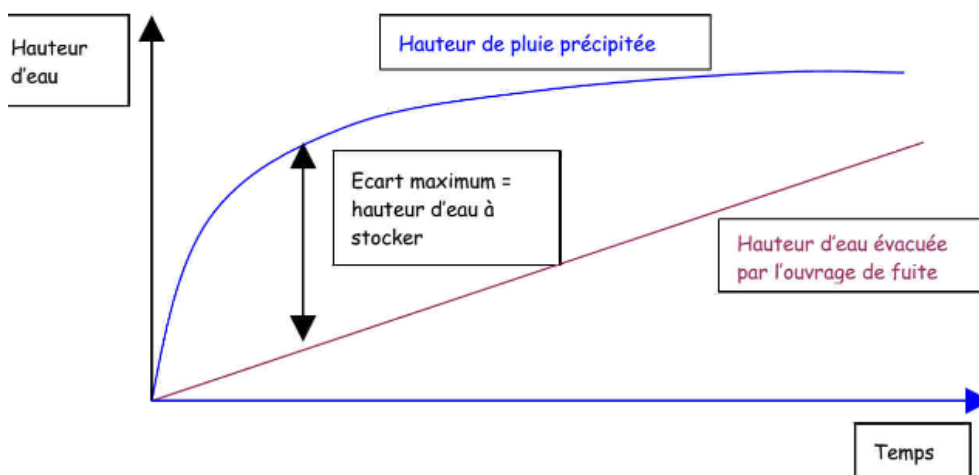 Hauteur
d'eau
Hauteur de pluie précipitée
Ecart maximum =
hauteur d'eau à
stocker
Hauteur d'eau évacuée
par l'ouvrage de fuite
Temps